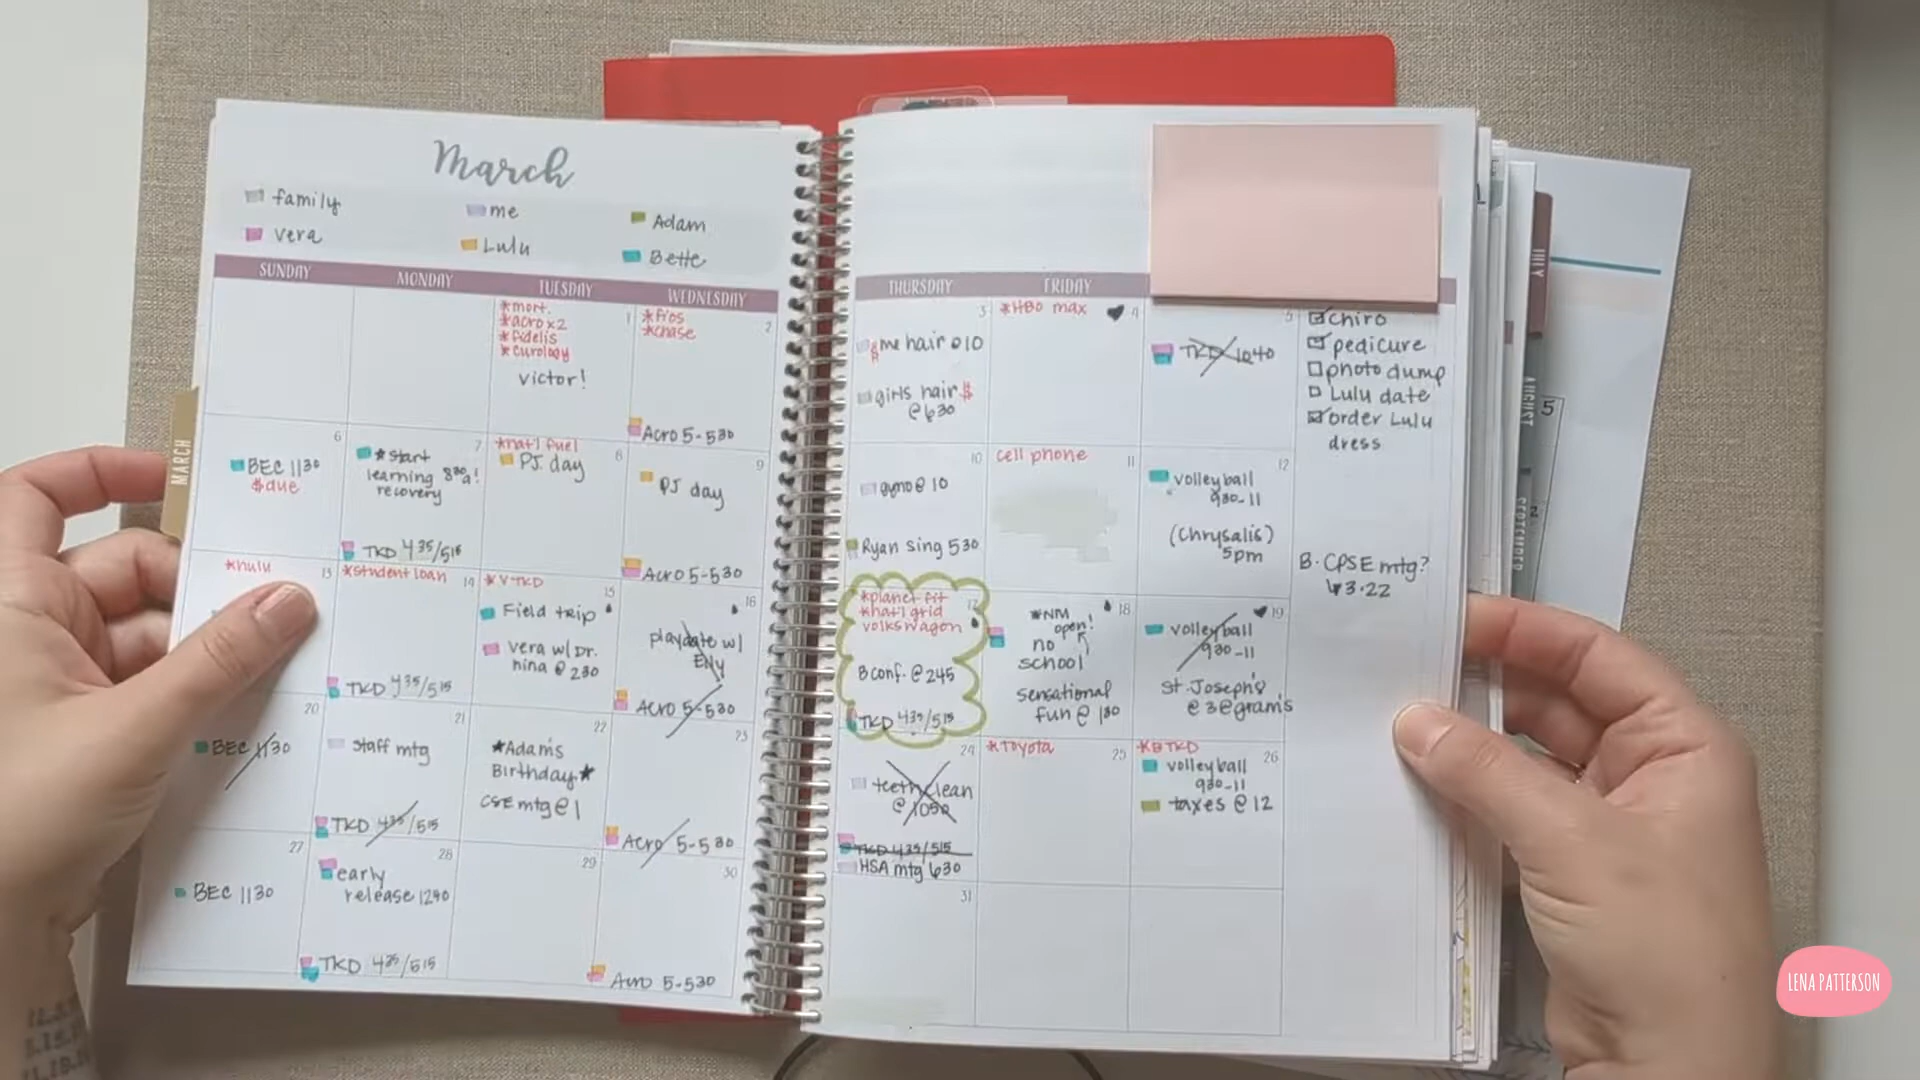 March
family
me
Adam
vera
Lulu
Bette
SUNDAY
MONDAY
TUESDAY
WEDNESDAY
*mort.
*acro x2
*fidelis
*curology
1
victor!
*fios
*chase
2
Acro 5-530
6
BEC 1130
$due
7
*start
learning 830a!
recovery
TKD 435/515
*nat'l fuel
8
PJ day
9
PJ day
Acro 5-530
*hulu
13
*student loan
14
TKD 435/515
*V TKD
15
Field trip
vera w/ Dr.
nina @ 230
16
playdate w/
Acro 5-530
20
BEC 1130
21
staff mtg
TKD 435/515
22
*Adam's
Birthday*
CSE mtg @ 1
23
Acro 5-530
27
BEC 1130
28
early
release 1240
TKD 435/515
29
30
Acro 5-530
MARCH
THURSDAY
FRIDAY
3
me hair @ 10
girls hair $
@ 630
*HBO max
4
5
TKD 1040
chiro
pedicure
photo dump
Lulu date
order Lulu
dress
10
gyno @ 10
Ryan sing 530
cell phone
11
12
volleyball
930-11
(Chrysalis)
5pm
B. CPSE mtg?
3.22
17
*planet fit
*nat'l grid
volkswagon
B conf. @ 245
TKD 435/515
18
*NM
open!
no
school
sensational
fun @ 130
19
volleyball
930-11
St. Joseph's
@ 3 @ gram's
24
teeth clean
@ 1050
TKD 435/515
HSA mtg 630
*Toyota
25
*B TKD
26
volleyball
930-11
taxes @ 12
31
JULY
AUGUST
SEPTEMBER
5
2
LENA PATTERSON